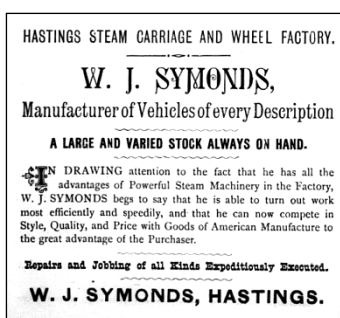 HASTINGS STEAM CARRIAGE AND WHEEL FACTORY.
W. J. SYMONDS,
Manufacturer of Vehicles of every Description
A LARGE AND VARIED STOCK ALWAYS ON HAND.
IN DRAWING attention to the fact that he has all the
advantages of Powerful Steam Machinery in the Factory,
W. J. SYMONDS begs to say that he is able to turn out work
most efficiently and speedily, and that he can now compete in
Style, Quality, and Price with Goods of American Manufacture to
the great advantage of the Purchaser.
Repairs and Jobbing of all Kinds Expeditiously Executed.
W. J. SYMONDS, HASTINGS.